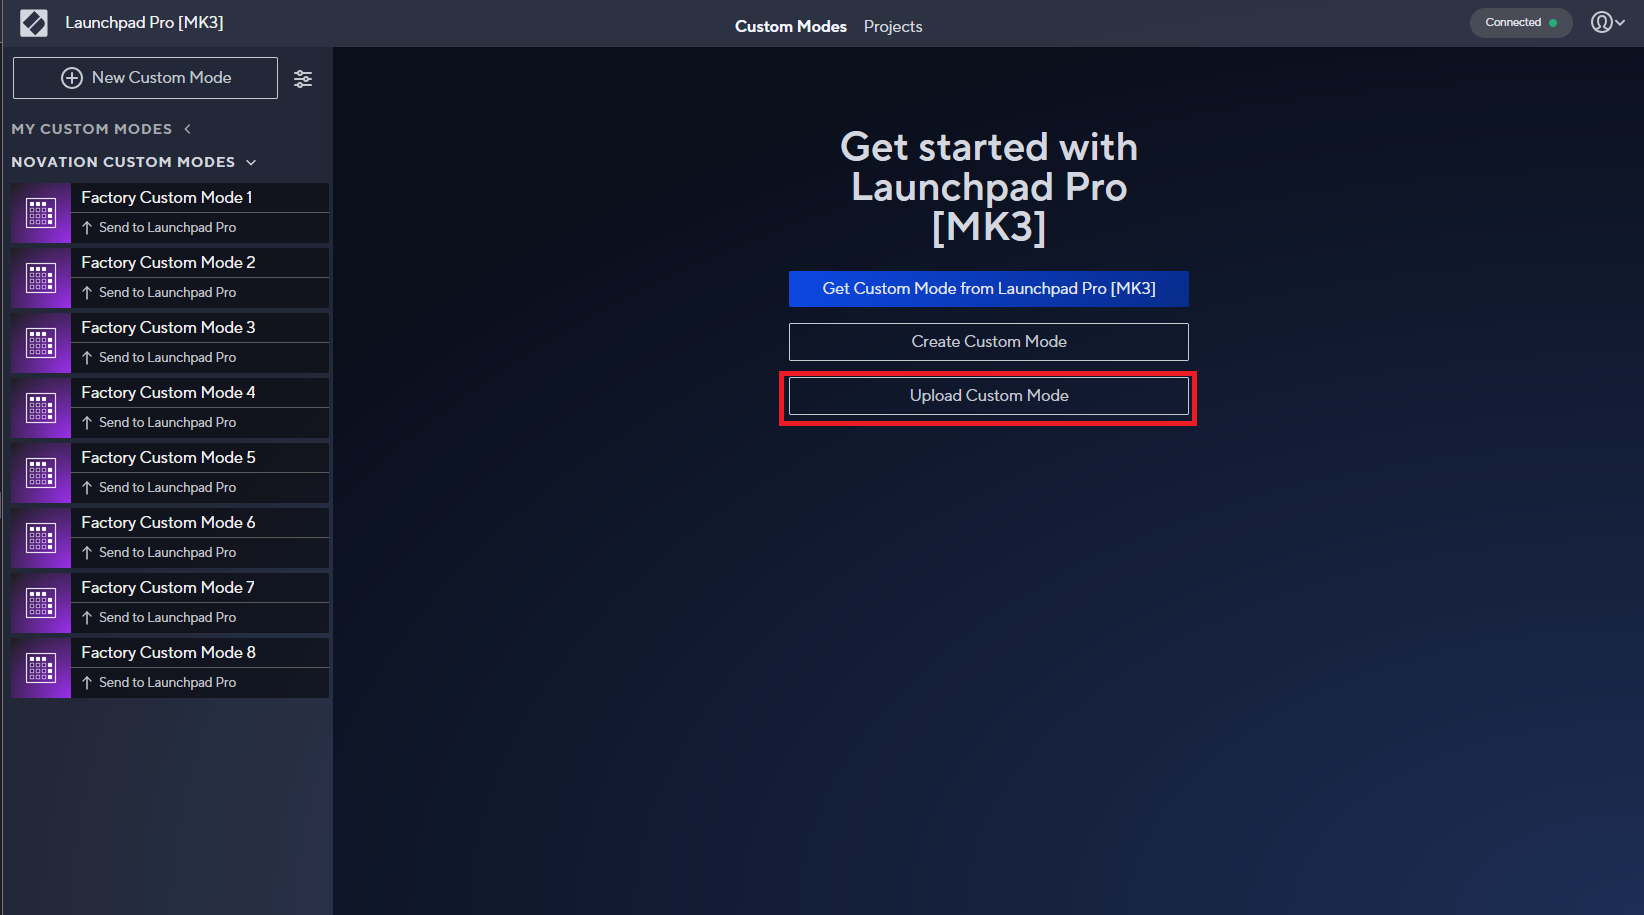 Launchpad Pro [MK3]
Custom Modes
Projects
Connected
New Custom Mode
MY CUSTOM MODES
NOVATION CUSTOM MODES
Factory Custom Mode 1
Send to Launchpad Pro
Factory Custom Mode 2
Send to Launchpad Pro
Factory Custom Mode 3
Send to Launchpad Pro
Factory Custom Mode 4
Send to Launchpad Pro
Factory Custom Mode 5
Send to Launchpad Pro
Factory Custom Mode 6
Send to Launchpad Pro
Factory Custom Mode 7
Send to Launchpad Pro
Factory Custom Mode 8
Send to Launchpad Pro
Get started with
Launchpad Pro
[MK3]
Get Custom Mode from Launchpad Pro [MK3]
Create Custom Mode
Upload Custom Mode